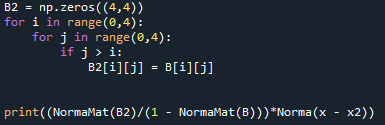 B2 = np.zeros((4,4))
for i in range(0,4):
    for j in range(0,4):
        if j > i:
            B2[i][j] = B[i][j]
print((NormaMat(B2)/(1 - NormaMat(B)))*Norma(x - x2))